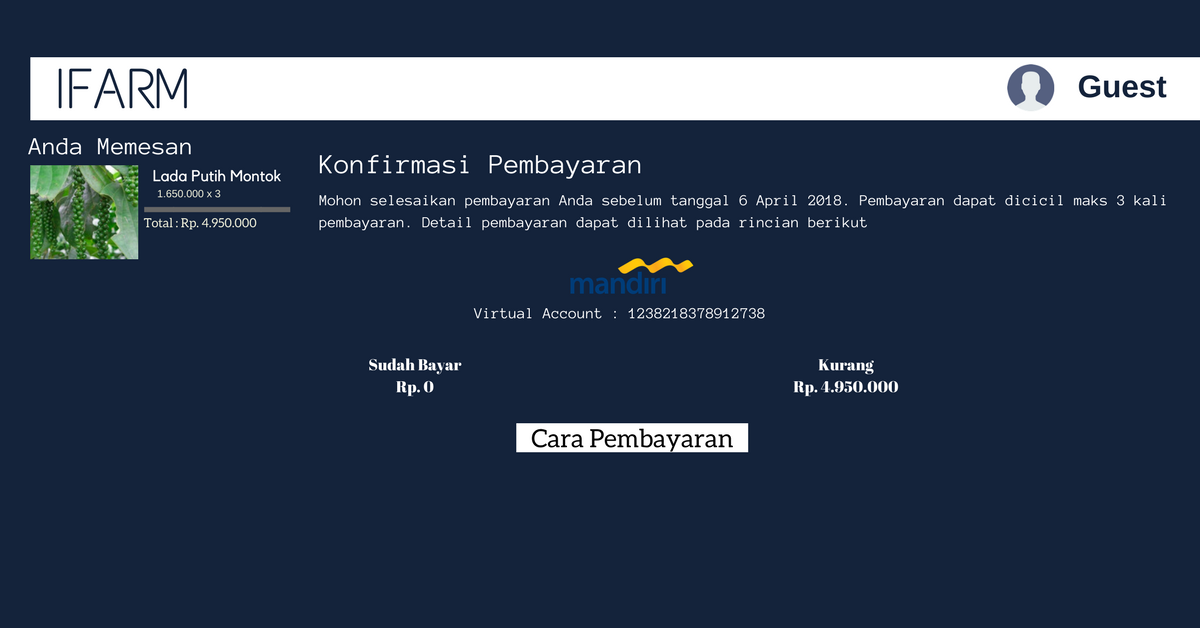 IFARM
Guest
Anda Memesan
Lada Putih Montok
1.650.000 x 3
Total : Rp. 4.950.000
Konfirmasi Pembayaran
Mohon selesaikan pembayaran Anda sebelum tanggal 6 April 2018. Pembayaran dapat dicicil maks 3 kali
pembayaran. Detail pembayaran dapat dilihat pada rincian berikut
mandiri
Virtual Account : 1238218378912738
Sudah Bayar
Rp. 0
Kurang
Rp. 4.950.000
Cara Pembayaran